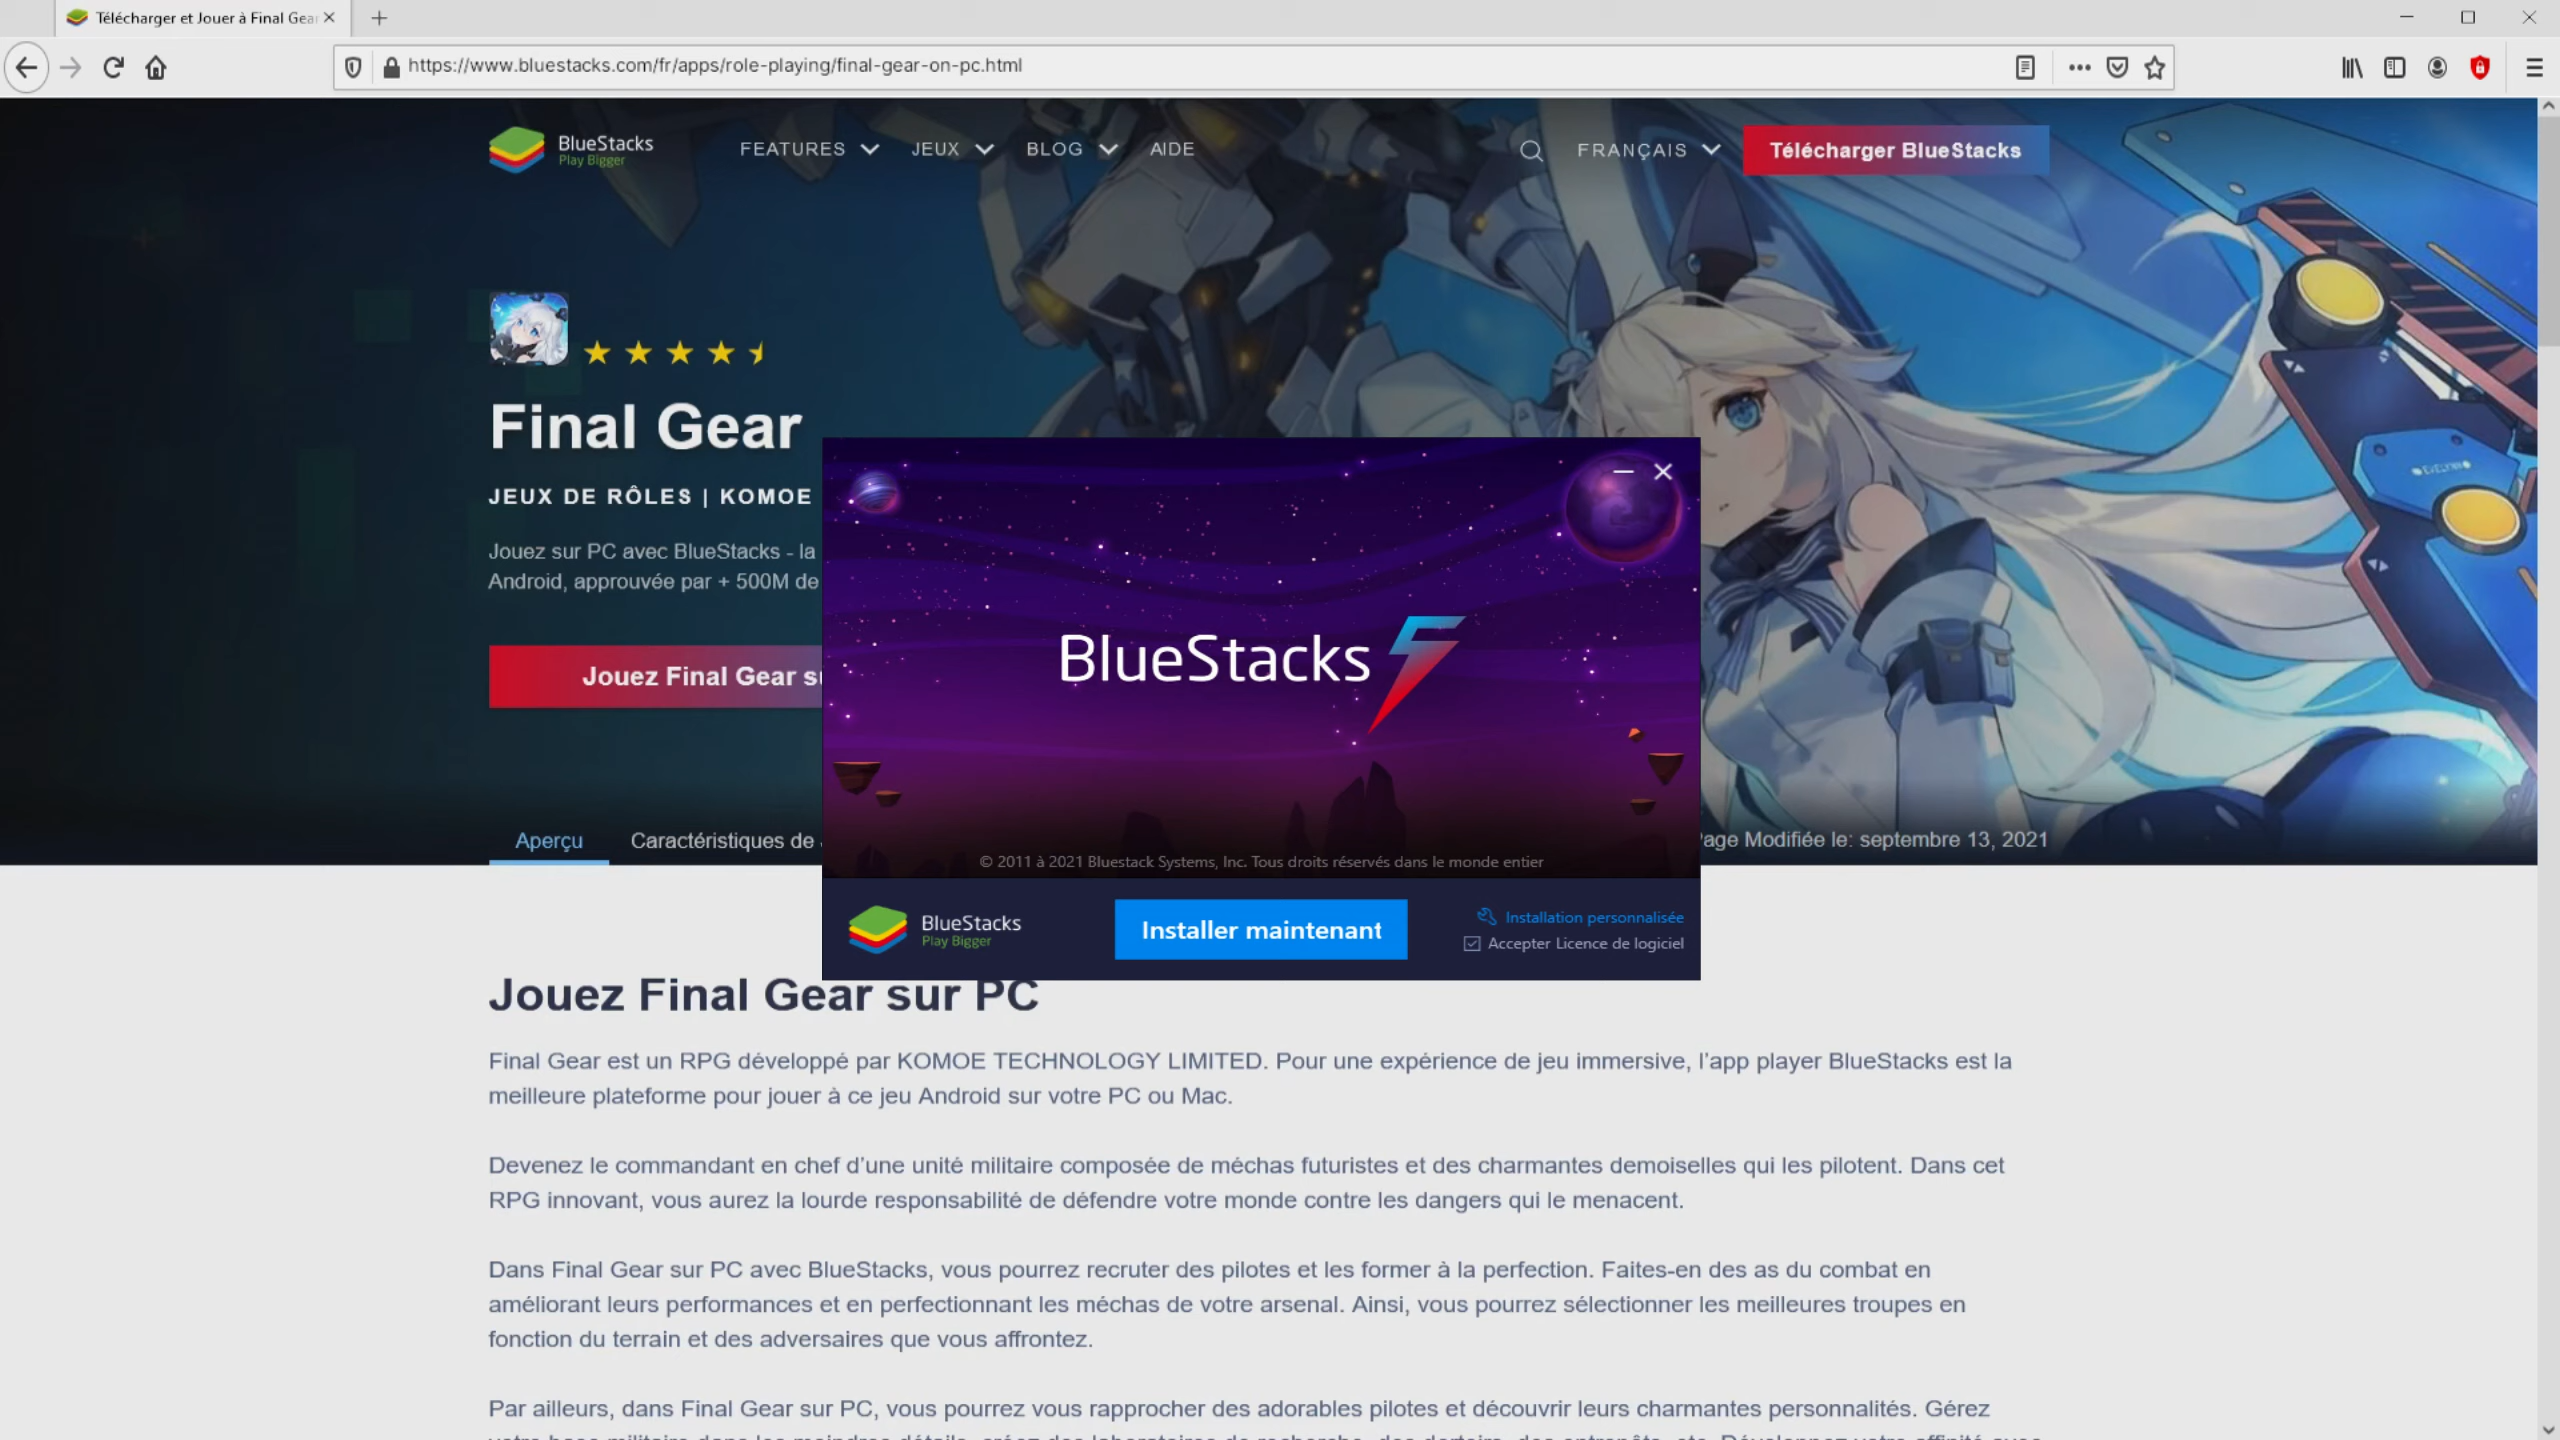 Télécharger et Jouer à Final Gear
https://www.bluestacks.com/fr/apps/role-playing/final-gear-on-pc.html
BlueStacks
Play Bigger
FEATURES JEUX BLOG AIDE
FRANÇAIS
Télécharger BlueStacks
Final Gear
JEUX DE RÔLES | KOMOE
Jouez sur PC avec BlueStacks - la
Android, approuvée par + 500M de
Jouez Final Gear su
Aperçu
Caractéristiques de
Page Modifiée le: septembre 13, 2021
BlueStacks 5
© 2011 à 2021 Bluestack Systems, Inc. Tous droits réservés dans le monde entier
BlueStacks
Play Bigger
Installer maintenant
Installation personnalisée
Accepter Licence de logiciel
Jouez Final Gear sur PC
Final Gear est un RPG développé par KOMOE TECHNOLOGY LIMITED. Pour une expérience de jeu immersive, l'app player BlueStacks est la
meilleure plateforme pour jouer à ce jeu Android sur votre PC ou Mac.
Devenez le commandant en chef d'une unité militaire composée de méchas futuristes et des charmantes demoiselles qui les pilotent. Dans cet
RPG innovant, vous aurez la lourde responsabilité de défendre votre monde contre les dangers qui le menacent.
Dans Final Gear sur PC avec BlueStacks, vous pourrez recruter des pilotes et les former à la perfection. Faites-en des as du combat en
améliorant leurs performances et en perfectionnant les méchas de votre arsenal. Ainsi, vous pourrez sélectionner les meilleures troupes en
fonction du terrain et des adversaires que vous affrontez.
Par ailleurs, dans Final Gear sur PC, vous pourrez vous rapprocher des adorables pilotes et découvrir leurs charmantes personnalités. Gérez